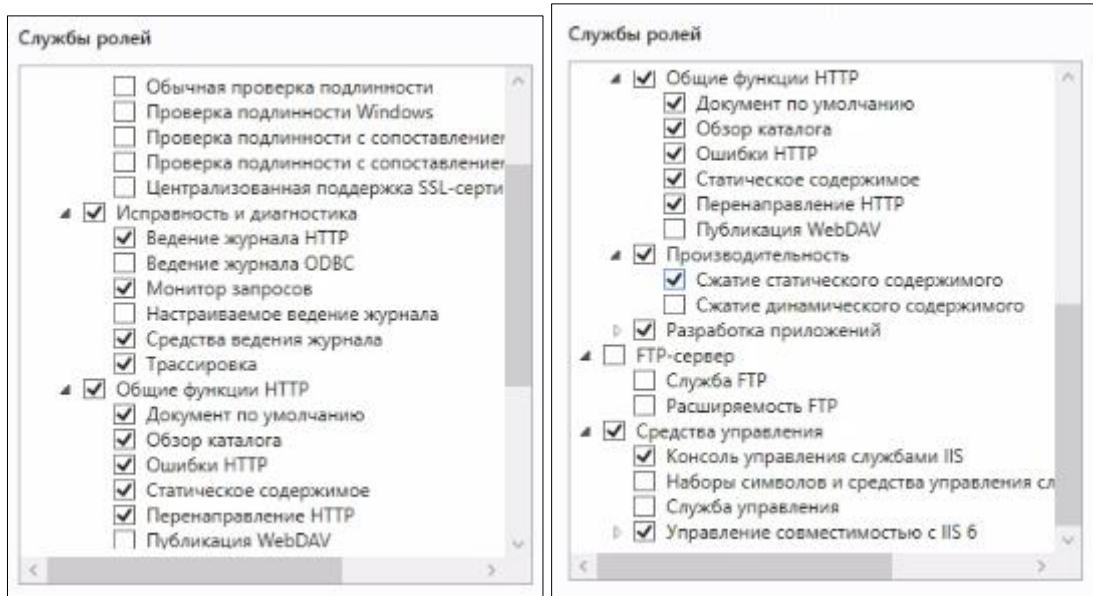 Службы ролей
Обычная проверка подлинности
Проверка подлинности Windows
Проверка подлинности с сопоставлением
Проверка подлинности с сопоставлением
Централизованная поддержка SSL-серти
Исправность и диагностика
Ведение журнала HTTP
Ведение журнала ODBC
Монитор запросов
Настраиваемое ведение журнала
Средства ведения журнала
Трассировка
Общие функции HTTP
Документ по умолчанию
Обзор каталога
Ошибки HTTP
Статическое содержимое
Перенаправление HTTP
Публикация WebDAV
Службы ролей
Общие функции HTTP
Документ по умолчанию
Обзор каталога
Ошибки HTTP
Статическое содержимое
Перенаправление HTTP
Публикация WebDAV
Производительность
Сжатие статического содержимого
Сжатие динамического содержимого
Разработка приложений
FTP-сервер
Служба FTP
Расширяемость FTP
Средства управления
Консоль управления службами IIS
Наборы символов и средства управления сл
Служба управления
Управление совместимостью с IIS 6